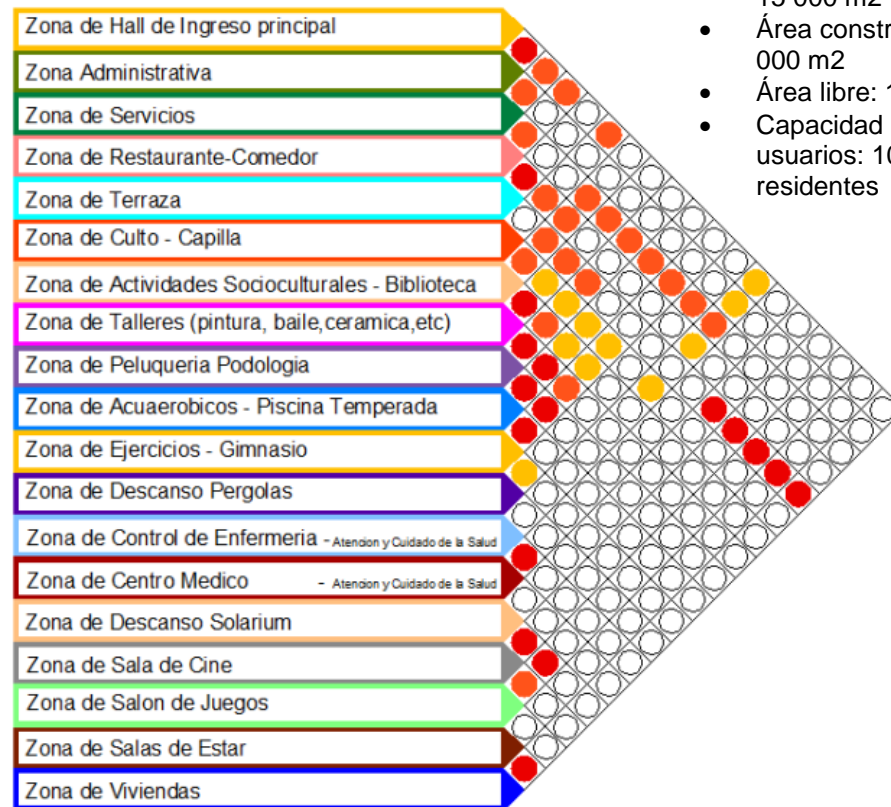 15 000 m2
Zona de Hall de Ingreso principal
• Área constr
000 m2
Zona Administrativa
• Área libre: 1
Zona de Servicios
• Capacidad
usuarios: 10
residentes
Zona de Restaurante-Comedor
Zona de Terraza
Zona de Culto - Capilla
Zona de Actividades Socioculturales - Biblioteca
Zona de Talleres (pintura, baile,ceramica,etc)
Zona de Peluqueria Podologia
Zona de Acuaerobicos - Piscina Temperada
Zona de Ejercicios - Gimnasio
Zona de Descanso Pergolas
Zona de Control de Enfermeria - Atencion y Cuidado de la Salud
Zona de Centro Medico - Atencion y Cuidado de la Salud
Zona de Descanso Solarium
Zona de Sala de Cine
Zona de Salon de Juegos
Zona de Salas de Estar
Zona de Viviendas